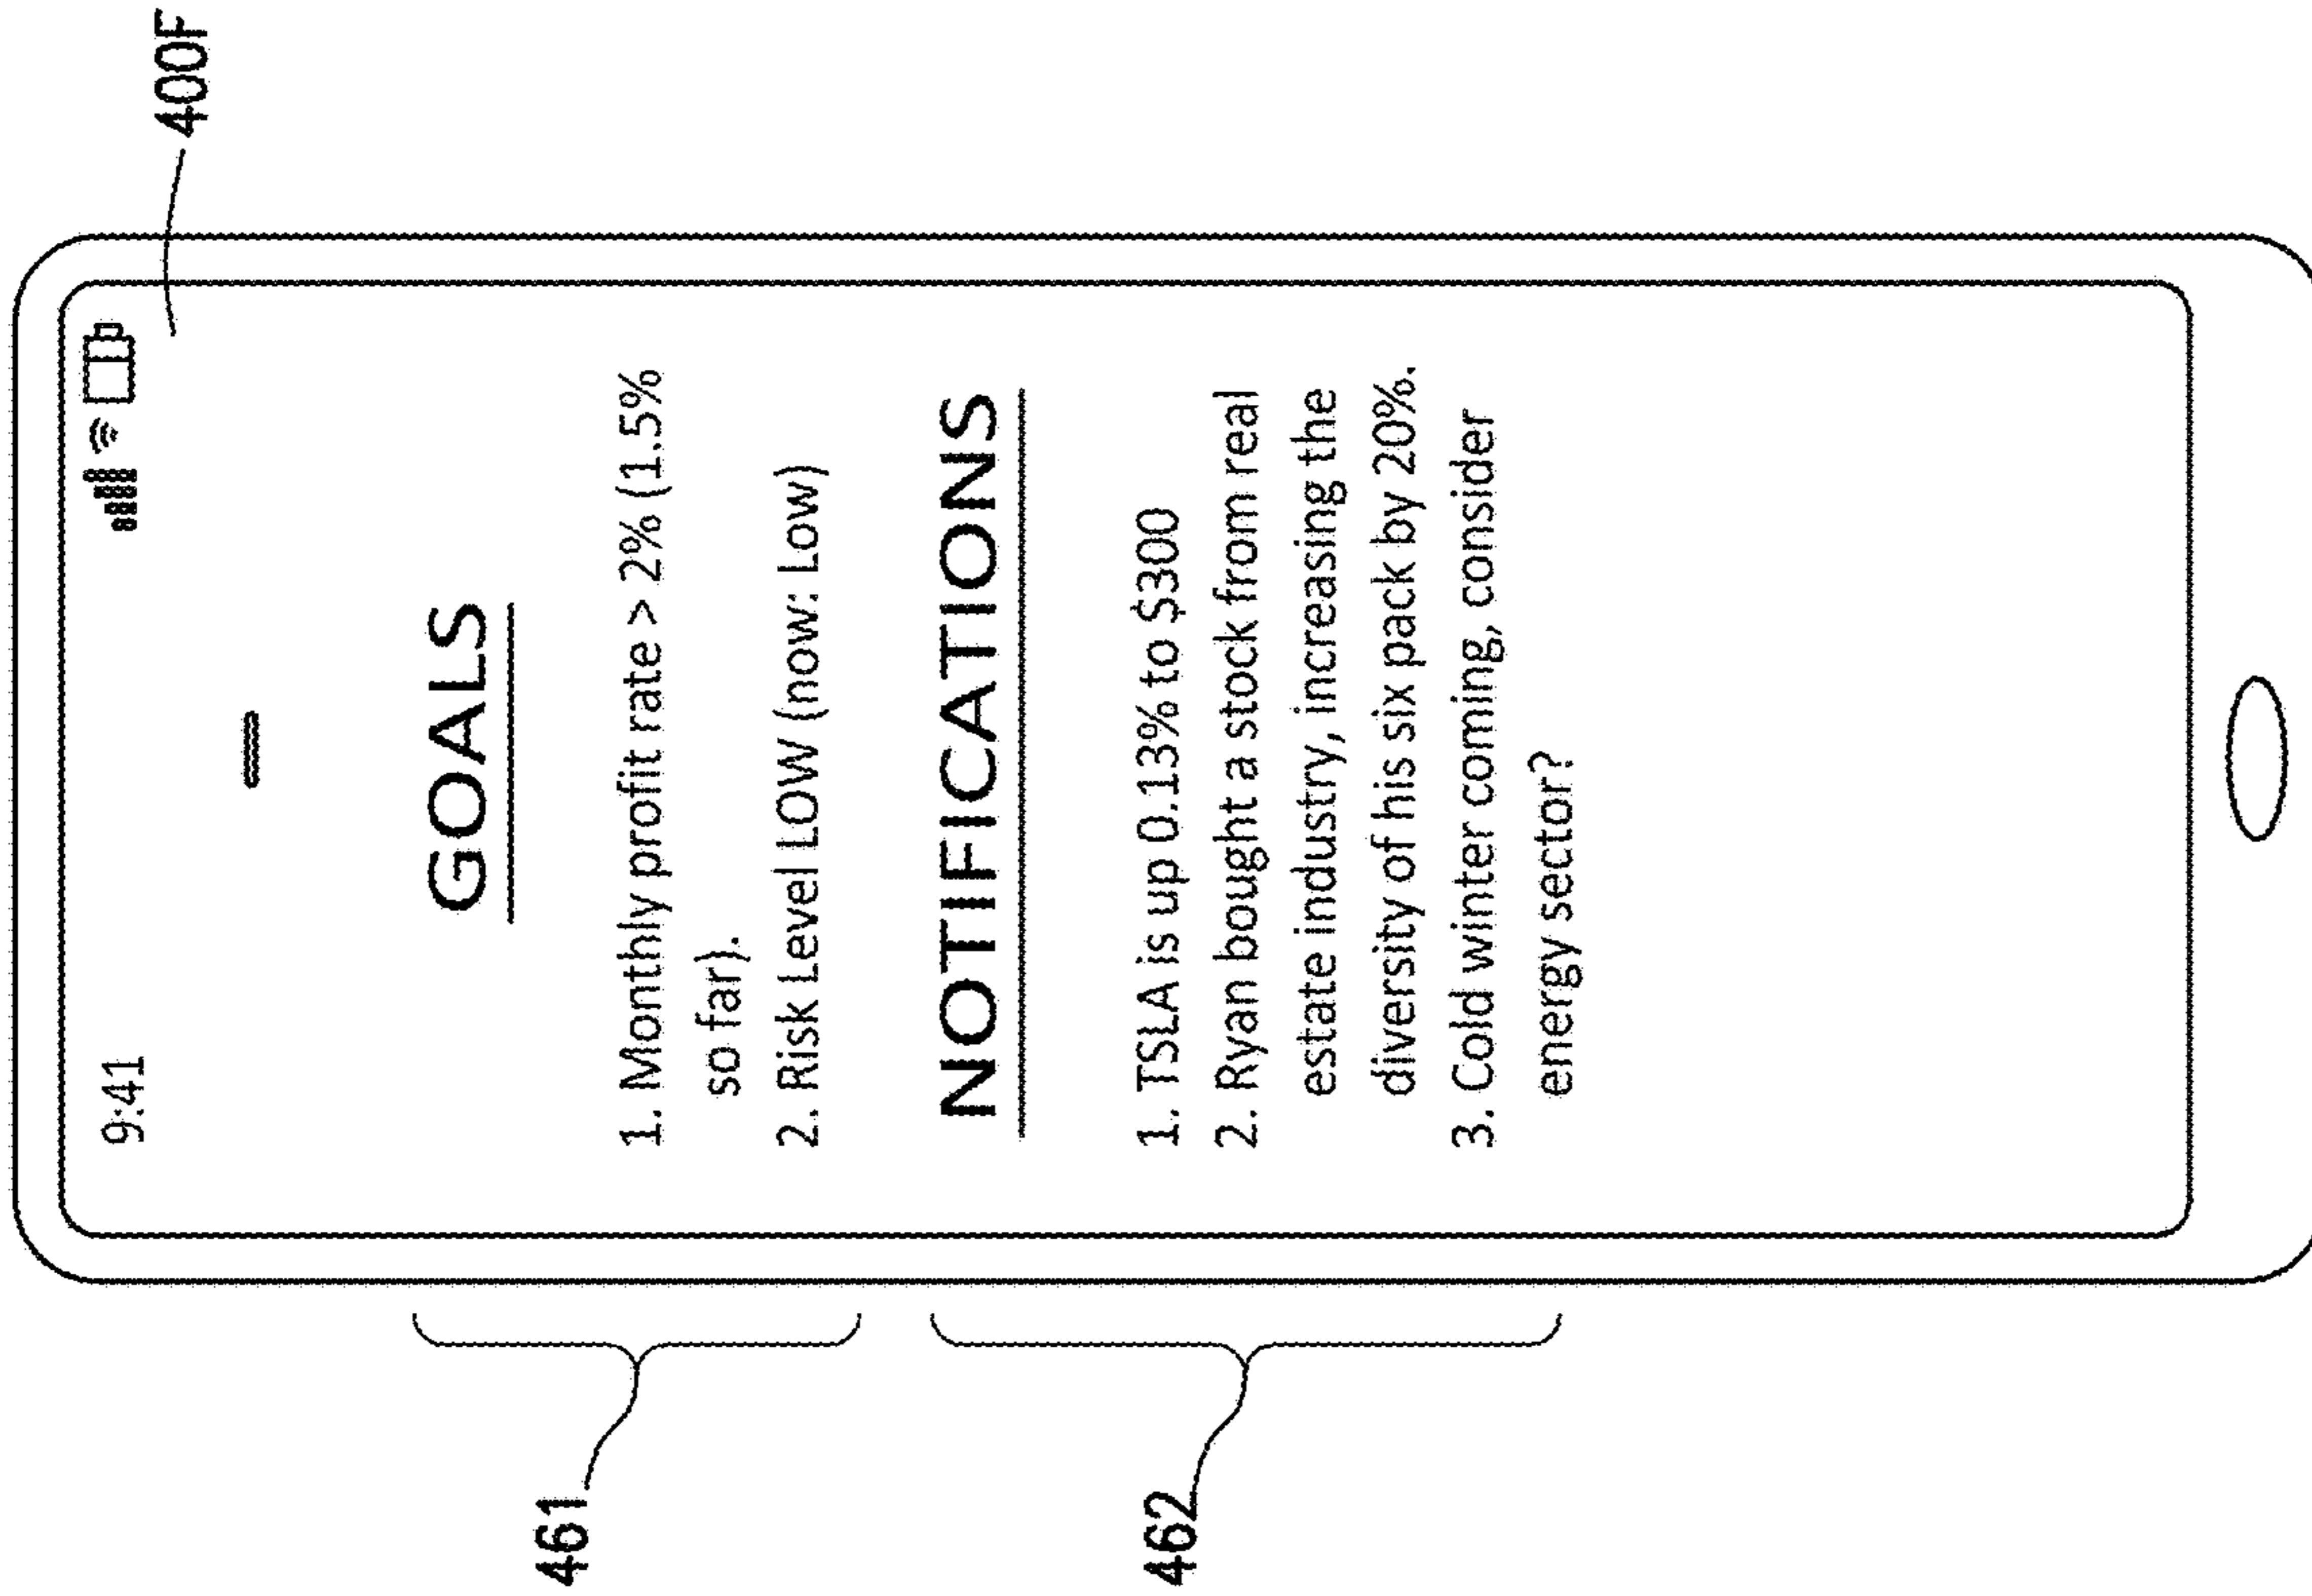 400F
9:41
GOALS
1. Monthly profit rate > 2% (1.5%
so far).
2. Risk Level LOW (now: Low)
NOTIFICATIONS
1. TSLA is up 0.13% to $300
2. Ryan bought a stock from real
estate industry, increasing the
diversity of his six pack by 20%.
3. Cold winter coming, consider
energy sector?
461
462